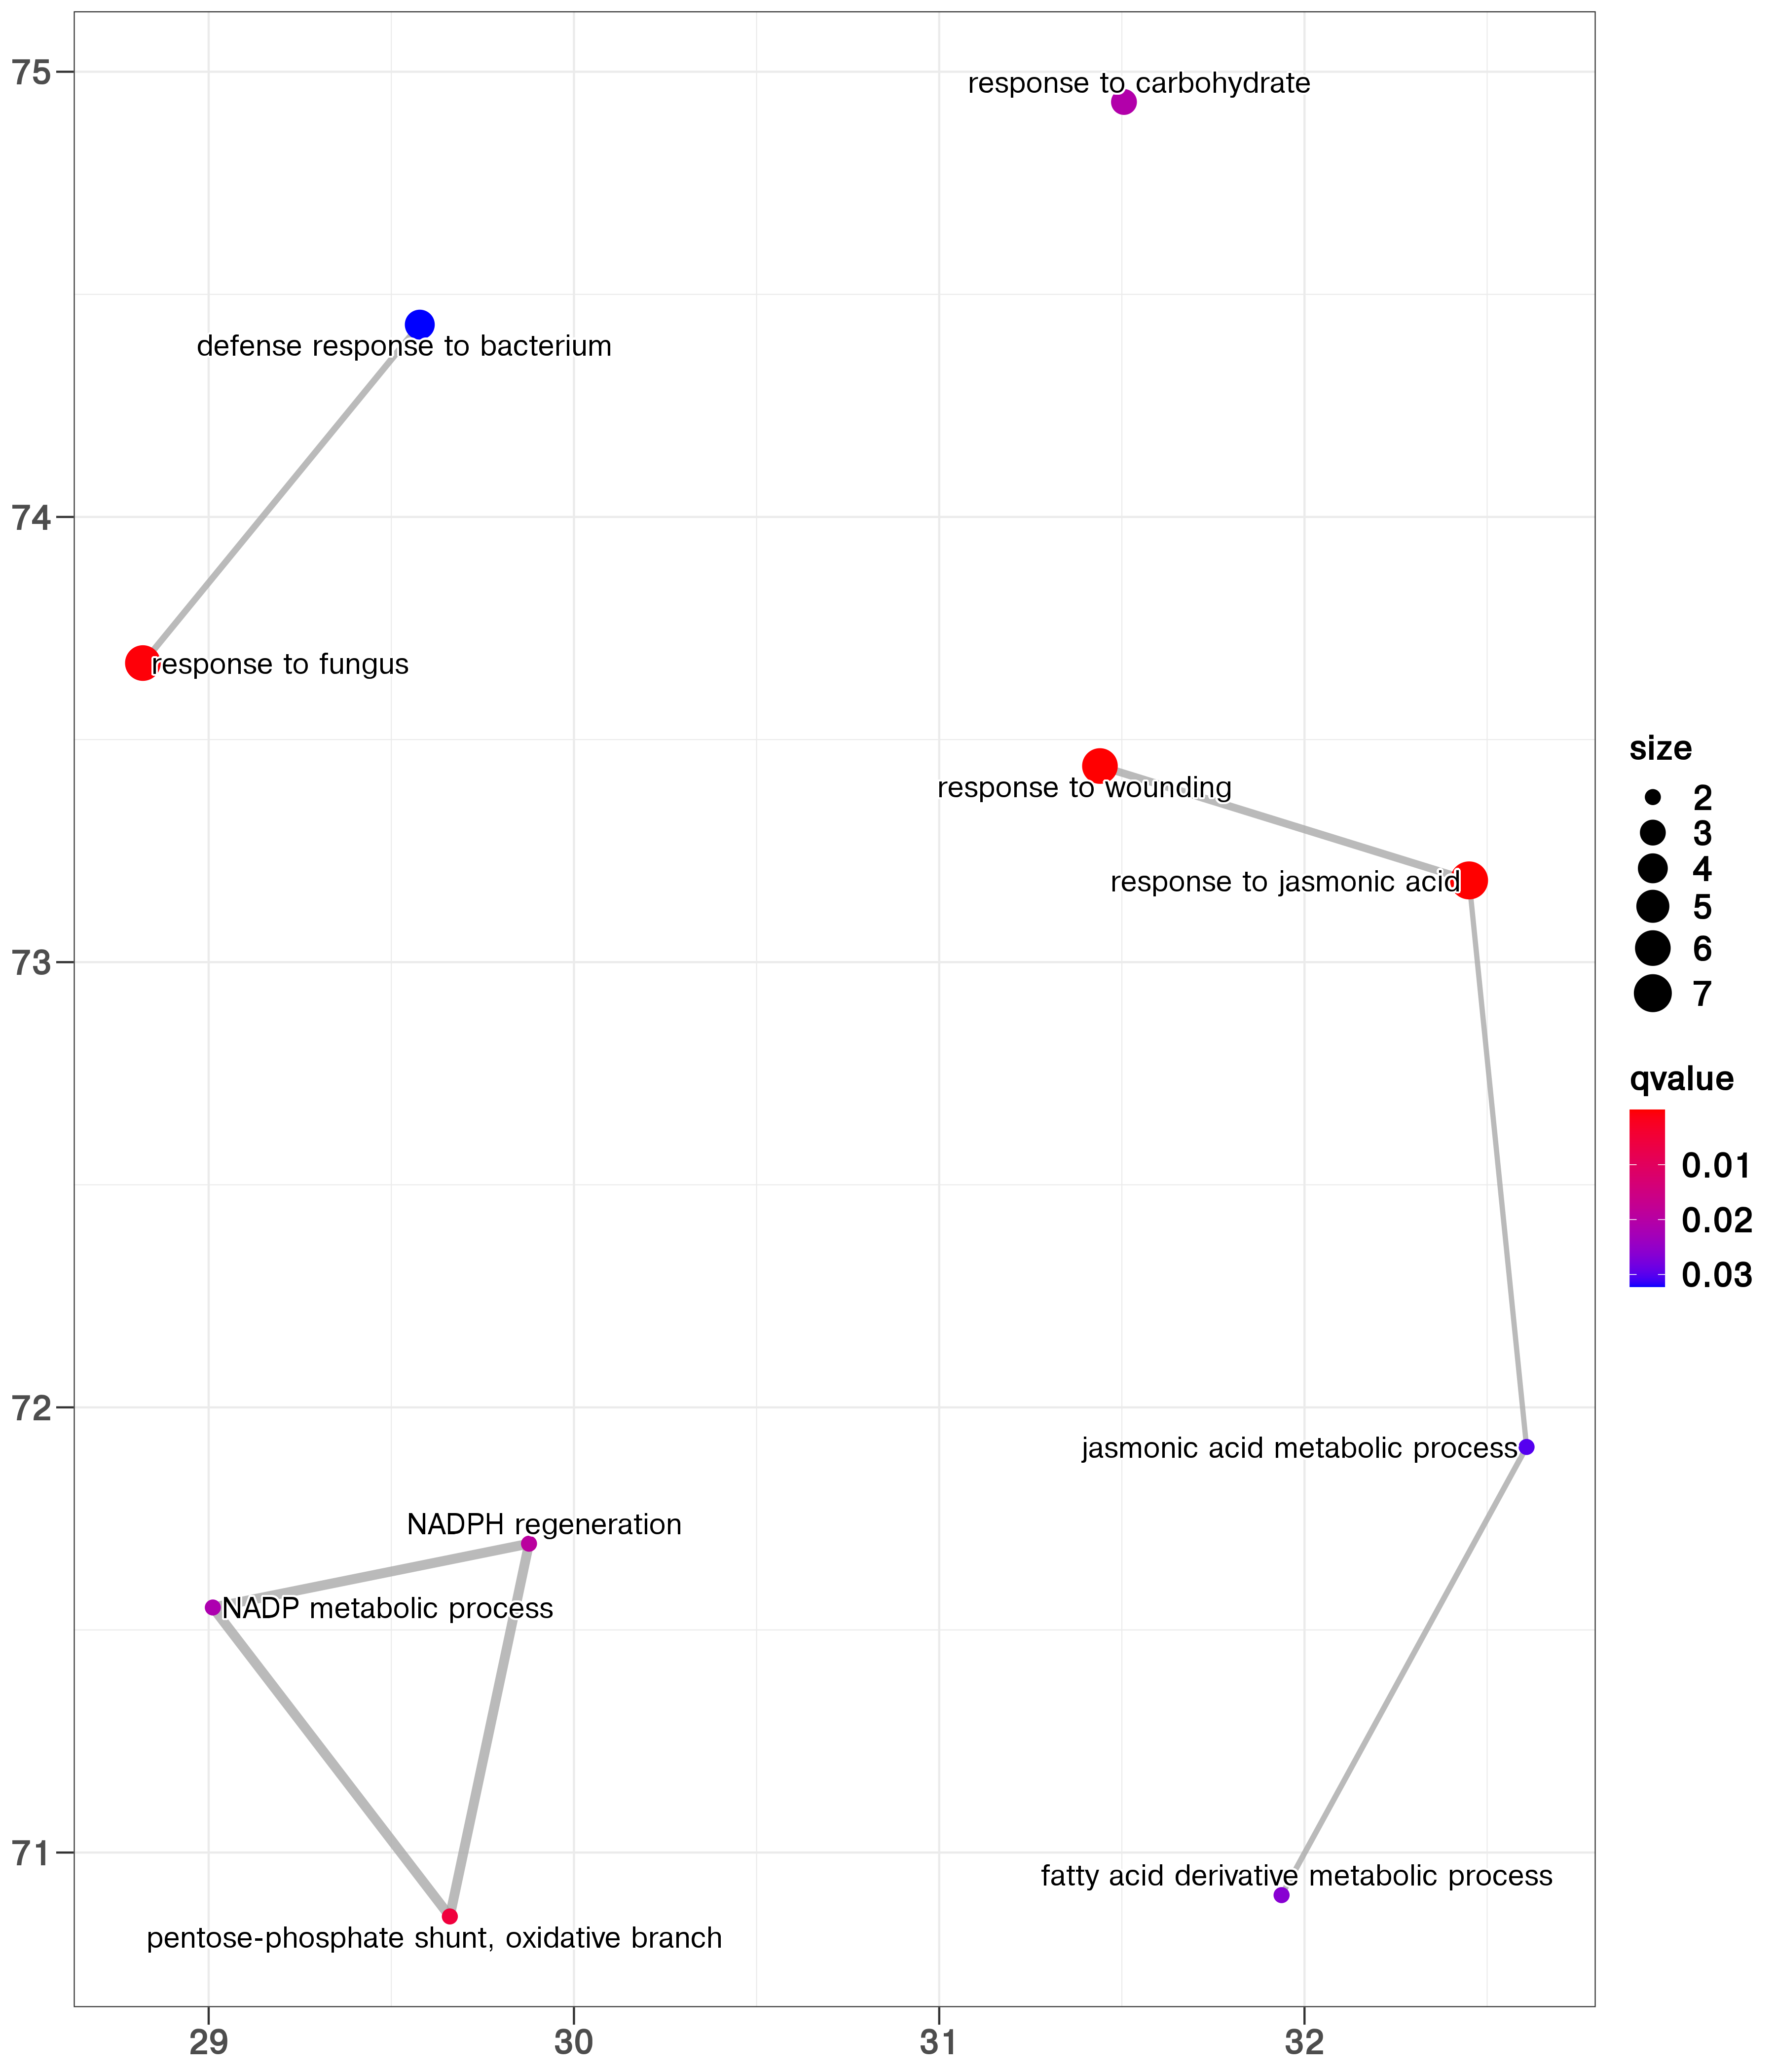 75
response to carbohydrate
defense response to bacterium
74
response to fungus
response to wounding
response to jasmonic acid
73
72
jasmonic acid metabolic process
NADPH regeneration
NADP metabolic process
71
fatty acid derivative metabolic process
pentose-phosphate shunt, oxidative branch
29 30 31 32
size
2
3
4
5
6
7
qvalue
0.01
0.02
0.03